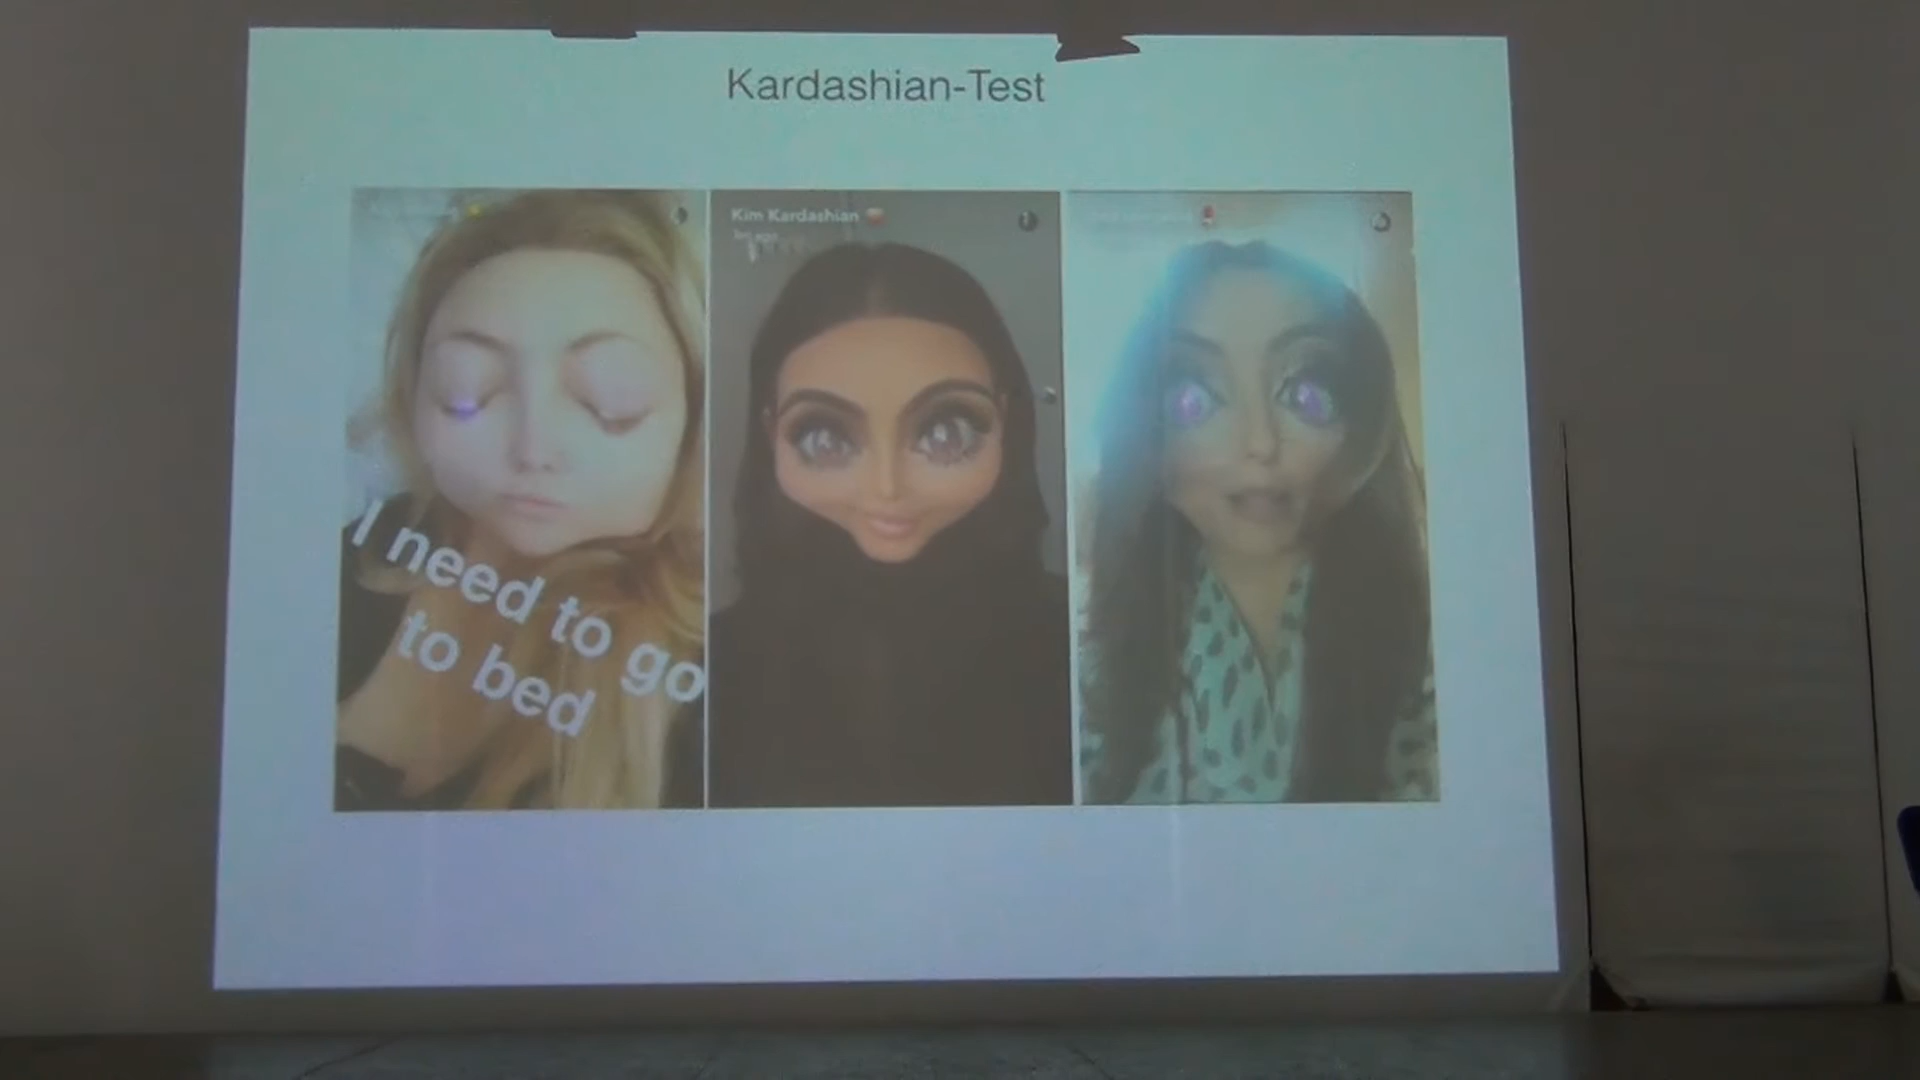 Kardashian-Test
Kim Kardashian
I need to go
to bed